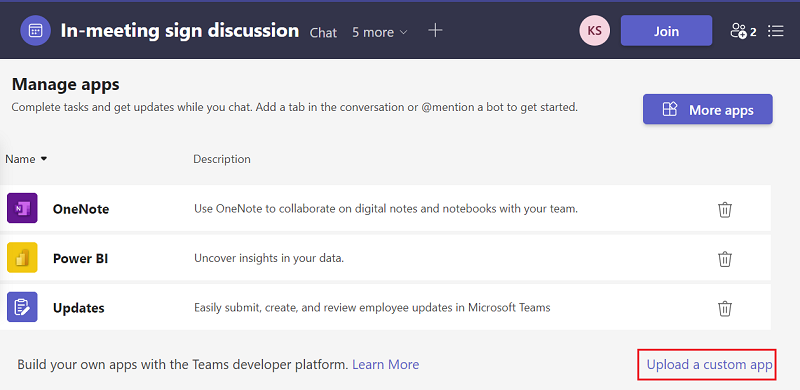 In-meeting sign discussion Chat 5 more KS Join 2
Manage apps
Complete tasks and get updates while you chat. Add a tab in the conversation or @mention a bot to get started.
More apps
Name Description
N OneNote Use OneNote to collaborate on digital notes and notebooks with your team.
Power BI Uncover insights in your data.
Updates Easily submit, create, and review employee updates in Microsoft Teams
Build your own apps with the Teams developer platform. Learn More Upload a custom app